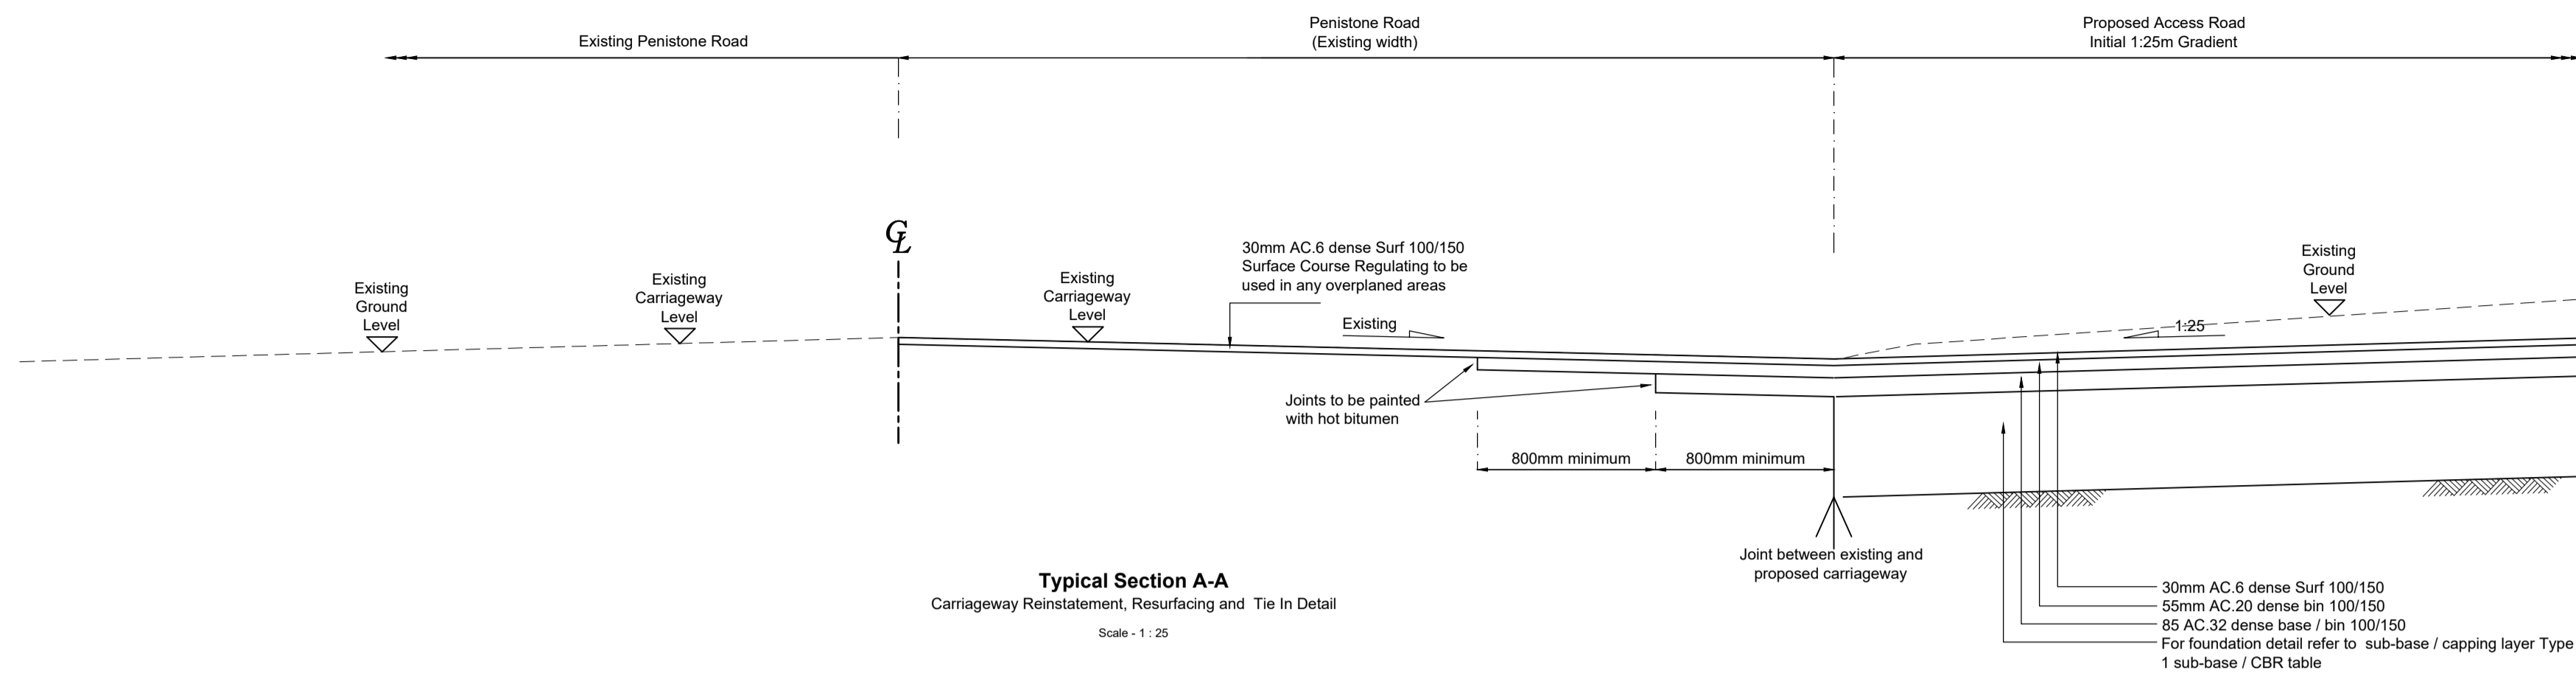 Existing Penistone Road
Penistone Road
(Existing width)
Proposed Access Road
Initial 1:25m Gradient
Existing
Ground
Level
Existing
Carriageway
Level
CL
Existing
Carriageway
Level
30mm AC.6 dense Surf 100/150
Surface Course Regulating to be
used in any overplaned areas
Existing
Existing
Ground
Level
1:25
Joints to be painted
with hot bitumen
800mm minimum
800mm minimum
Joint between existing and
proposed carriageway
Typical Section A-A
Carriageway Reinstatement, Resurfacing and Tie In Detail
Scale - 1 : 25
30mm AC.6 dense Surf 100/150
55mm AC.20 dense bin 100/150
85 AC.32 dense base / bin 100/150
For foundation detail refer to sub-base / capping layer Type
1 sub-base / CBR table